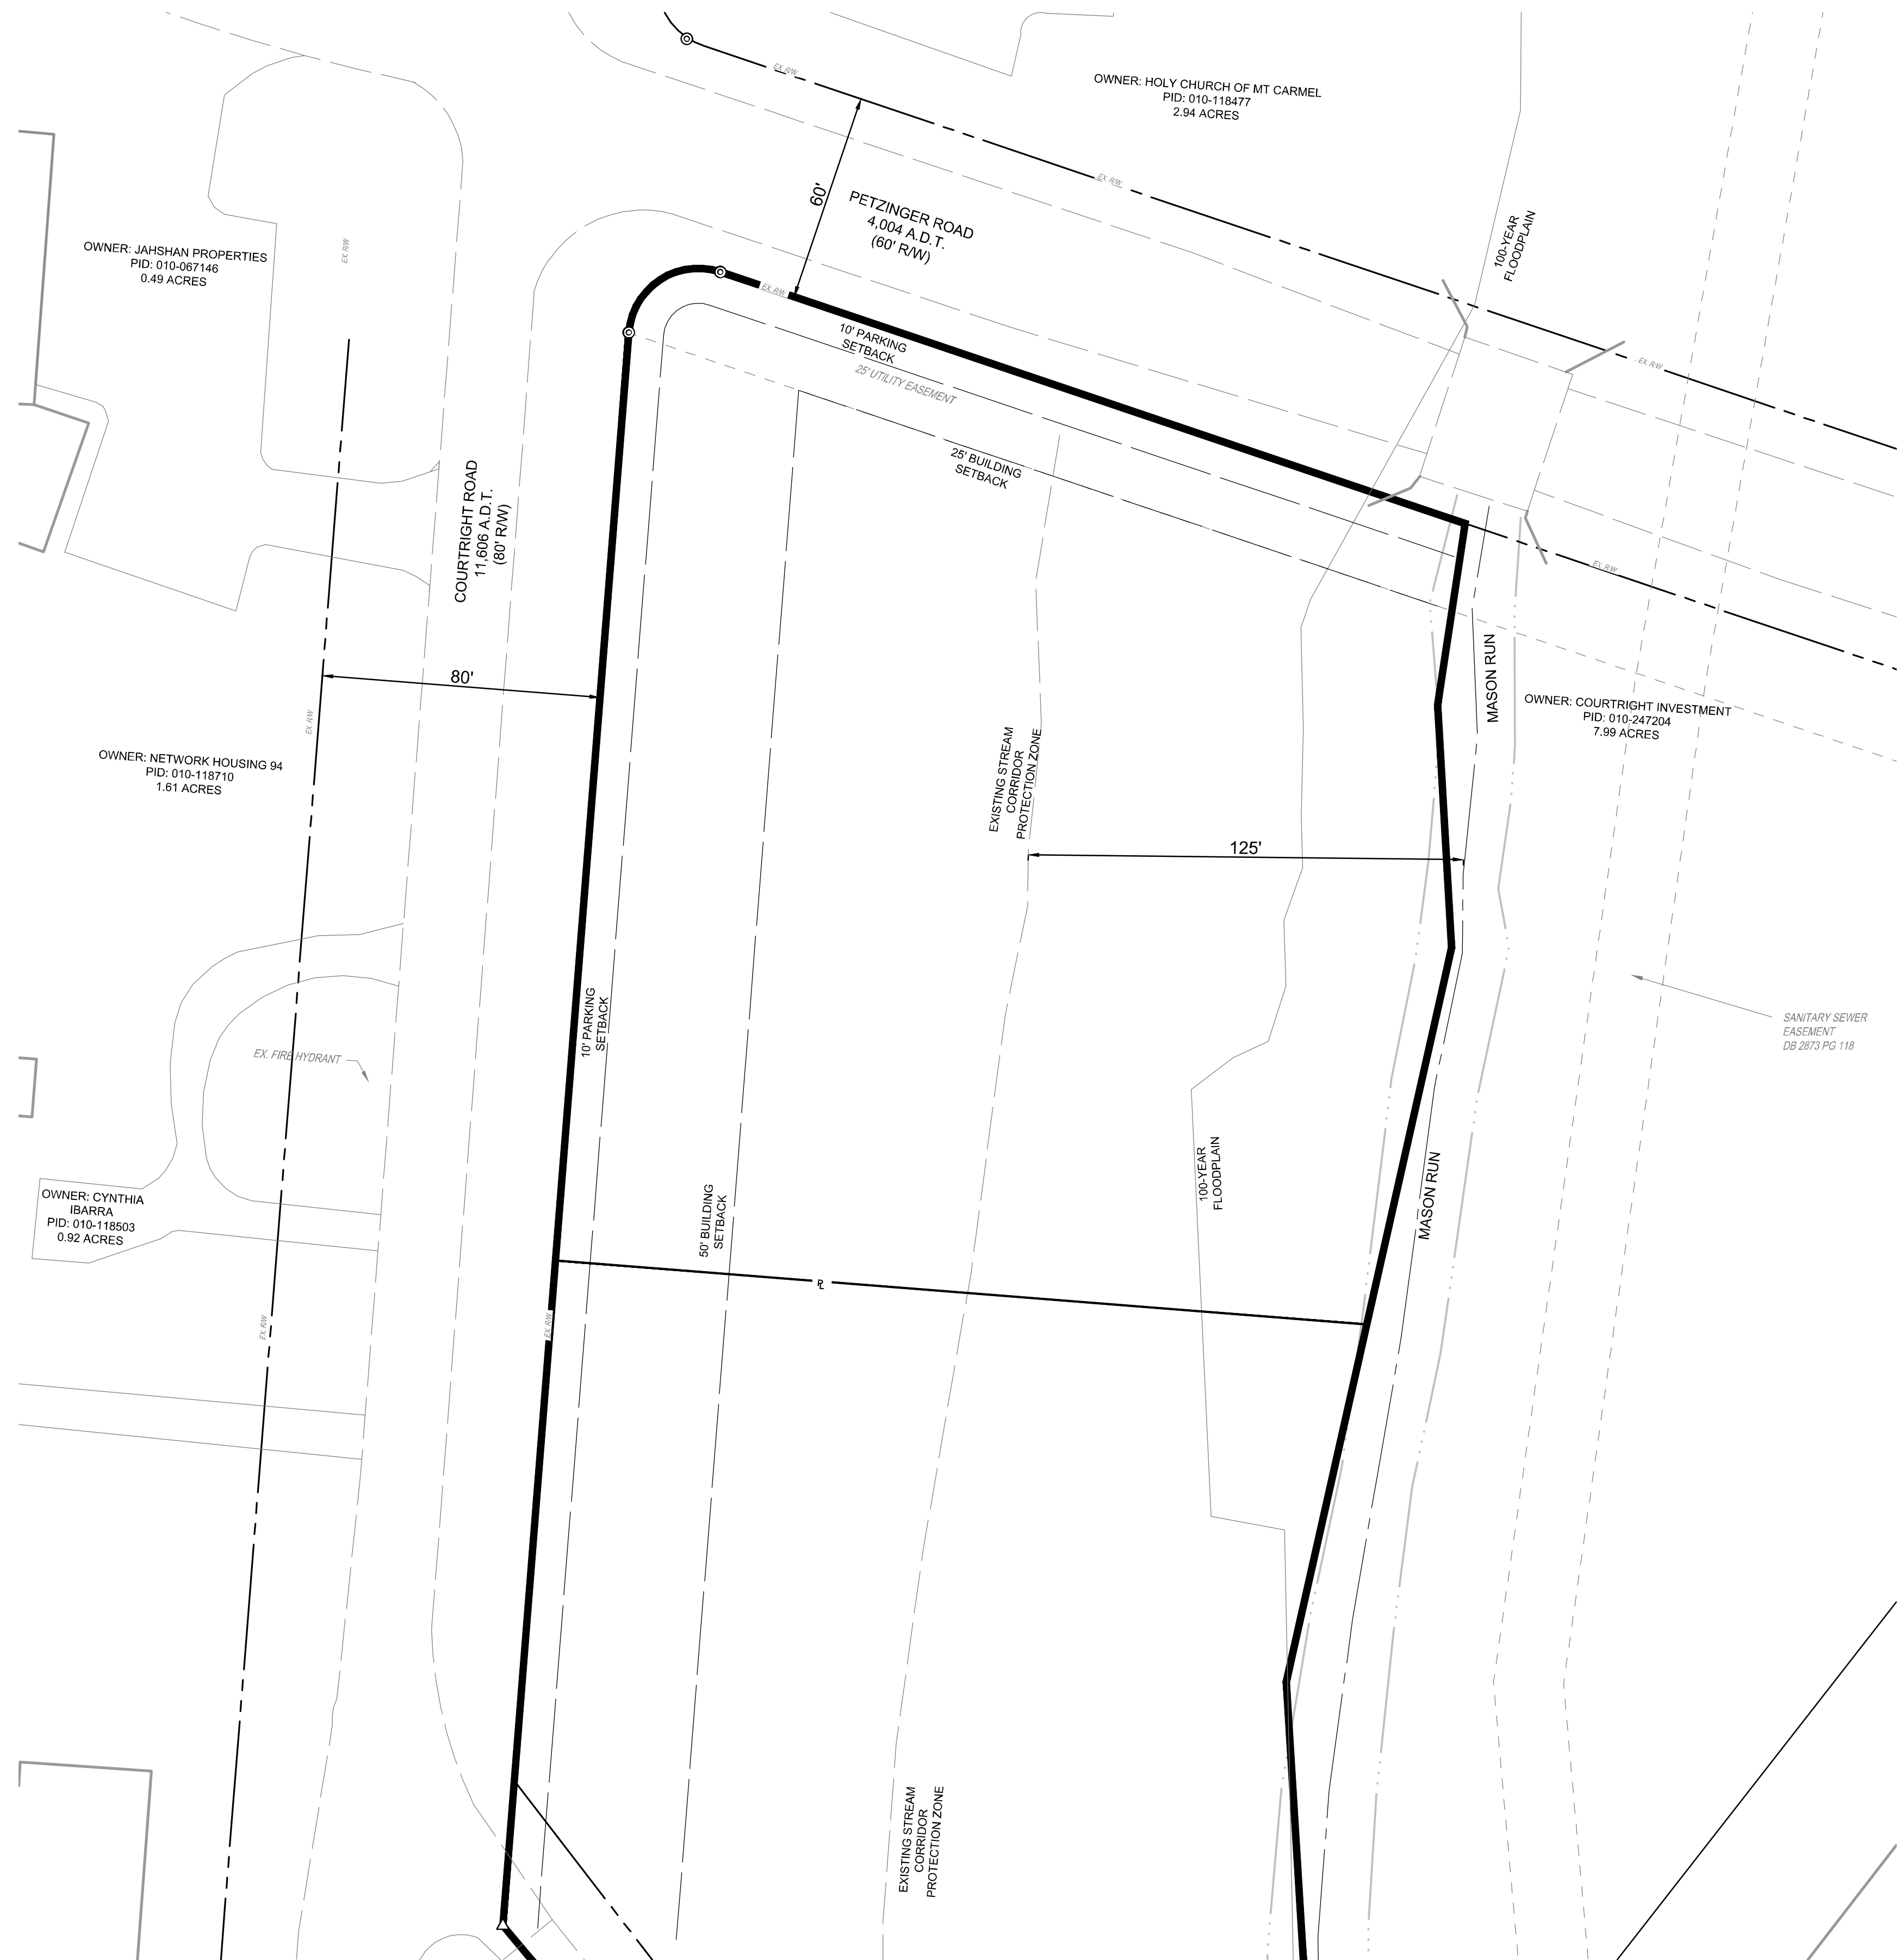 EX. R/W
OWNER: HOLY CHURCH OF MT CARMEL
PID: 010-118477
2.94 ACRES
EX. R/W
60'
PETZINGER ROAD
4,004 A.D.T.
(60' R/W)
100-YEAR
FLOODPLAIN
OWNER: JAHSHAN PROPERTIES
PID: 010-067146
0.49 ACRES
EX. R/W
EX. R/W
10' PARKING
SETBACK
25' UTILITY EASEMENT
EX. R/W
25' BUILDING
SETBACK
COURTRIGHT ROAD
11,606 A.D.T.
(80' R/W)
EX. R/W
80'
MASON RUN
OWNER: COURTRIGHT INVESTMENT
PID: 010-247204
7.99 ACRES
EX. R/W
OWNER: NETWORK HOUSING 94
PID: 010-118710
1.61 ACRES
EXISTING STREAM
CORRIDOR
PROTECTION ZONE
125'
10' PARKING
SETBACK
SANITARY SEWER
EASEMENT
DB 2873 PG 118
EX. FIRE HYDRANT
100-YEAR
FLOODPLAIN
MASON RUN
OWNER: CYNTHIA
IBARRA
PID: 010-118503
0.92 ACRES
50' BUILDING
SETBACK
PL
EX. R/W
EX. R/W
EXISTING STREAM
CORRIDOR
PROTECTION ZONE